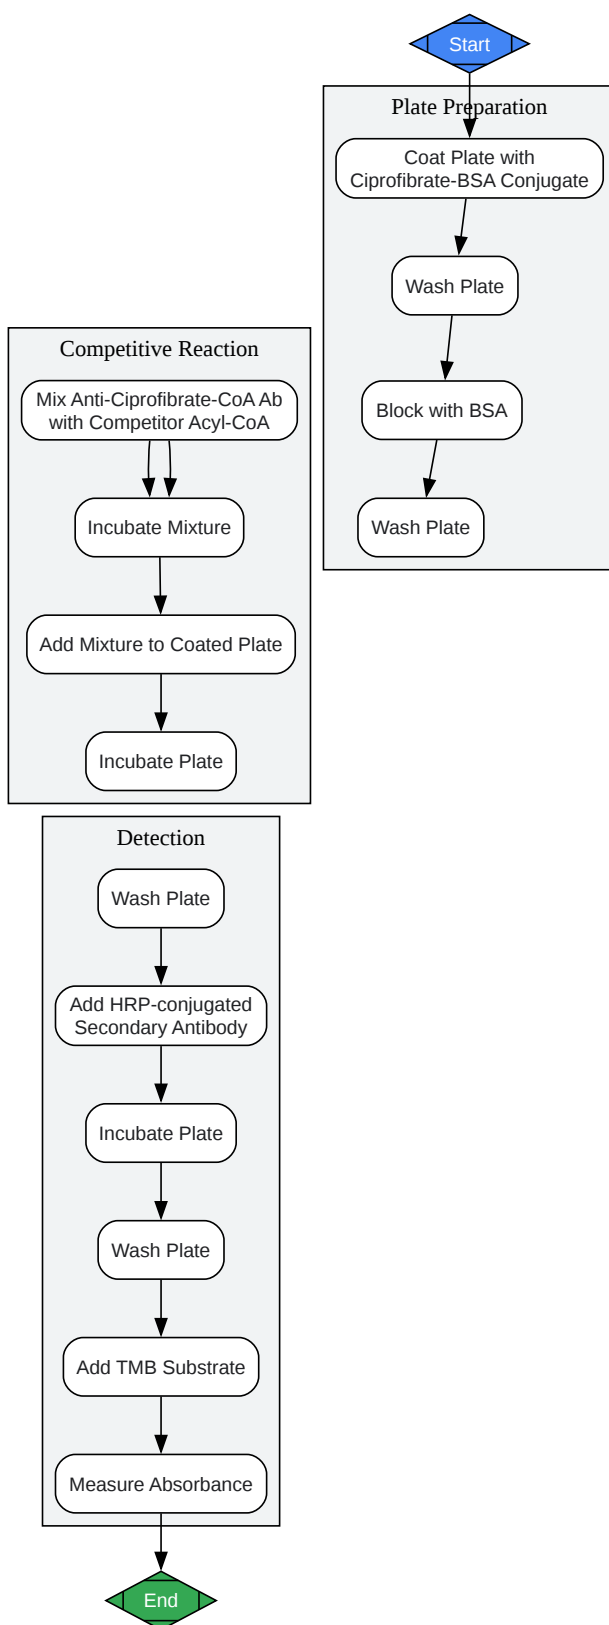 Start
Plate Preparation
Coat Plate with
Ciprofibrate-BSA Conjugate
Wash Plate
Block with BSA
Wash Plate
Competitive Reaction
Mix Anti-Ciprofibrate-CoA Ab
with Competitor Acyl-CoA
Incubate Mixture
Add Mixture to Coated Plate
Incubate Plate
Detection
Wash Plate
Add HRP-conjugated
Secondary Antibody
Incubate Plate
Wash Plate
Add TMB Substrate
Measure Absorbance
End